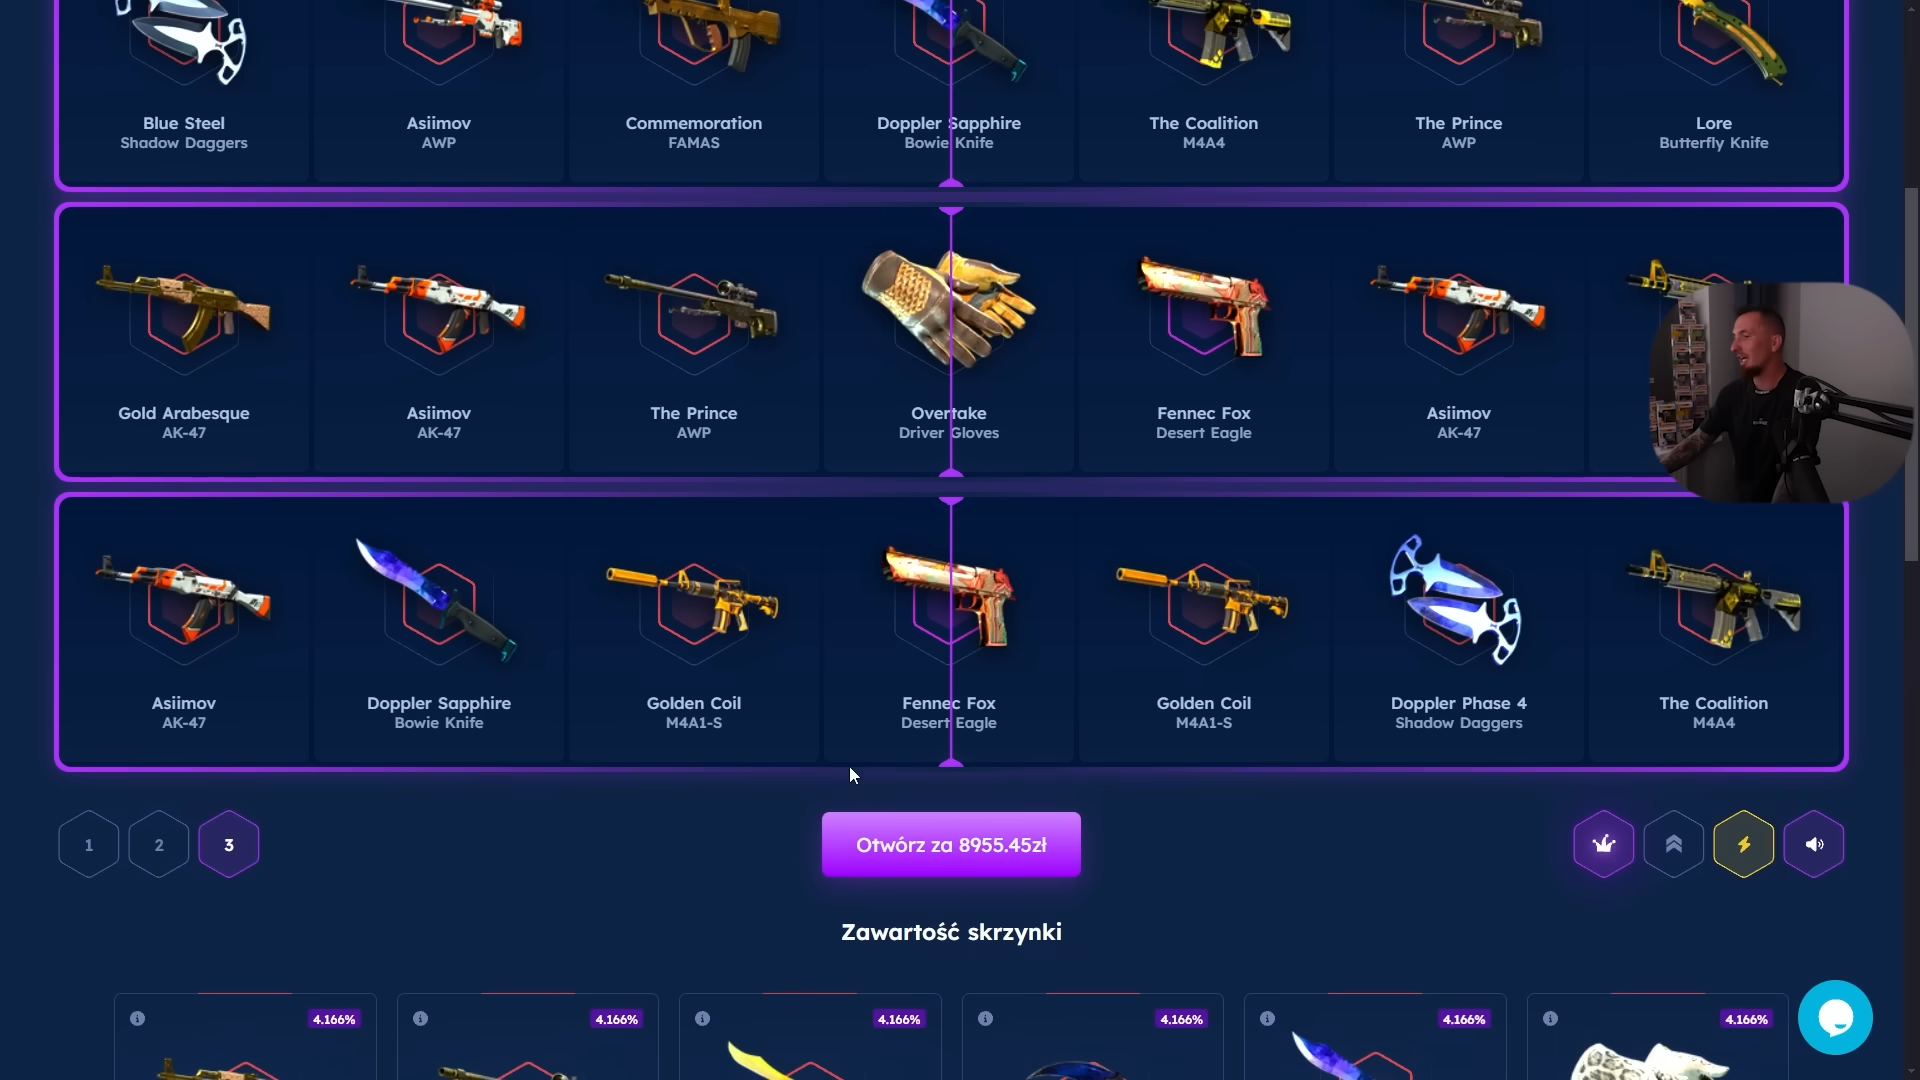 Blue Steel
Shadow Daggers
Asiimov
AWP
Commemoration
FAMAS
Doppler Sapphire
Bowie Knife
The Coalition
M4A4
The Prince
AWP
Lore
Butterfly Knife
Gold Arabesque
AK-47
Asiimov
AK-47
The Prince
AWP
Overtake
Driver Gloves
Fennec Fox
Desert Eagle
Asiimov
AK-47
Asiimov
AK-47
Doppler Sapphire
Bowie Knife
Golden Coil
M4A1-S
Fennec Fox
Desert Eagle
Golden Coil
M4A1-S
Doppler Phase 4
Shadow Daggers
The Coalition
M4A4
1
2
3
Otwórz za 8955.45zł
Zawartość skrzynki
4.166%
4.166%
4.166%
4.166%
4.166%
4.166%